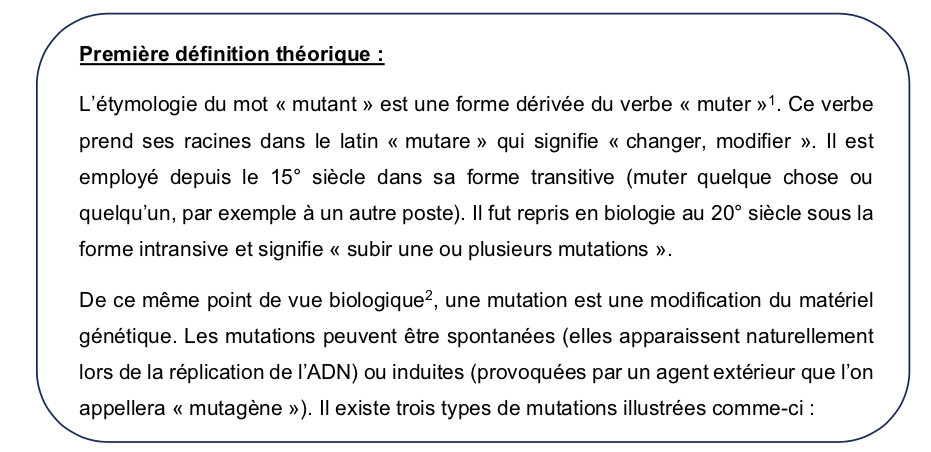 Première définition théorique :
L’étymologie du mot « mutant » est une forme dérivée du verbe « muter »¹. Ce verbe
prend ses racines dans le latin « mutare » qui signifie « changer, modifier ». Il est
employé depuis le 15° siècle dans sa forme transitive (muter quelque chose ou
quelqu’un, par exemple à un autre poste). Il fut repris en biologie au 20° siècle sous la
forme intransive et signifie « subir une ou plusieurs mutations ».
De ce même point de vue biologique², une mutation est une modification du matériel
génétique. Les mutations peuvent être spontanées (elles apparaissent naturellement
lors de la réplication de l’ADN) ou induites (provoquées par un agent extérieur que l’on
appellera « mutagène »). Il existe trois types de mutations illustrées comme-ci :